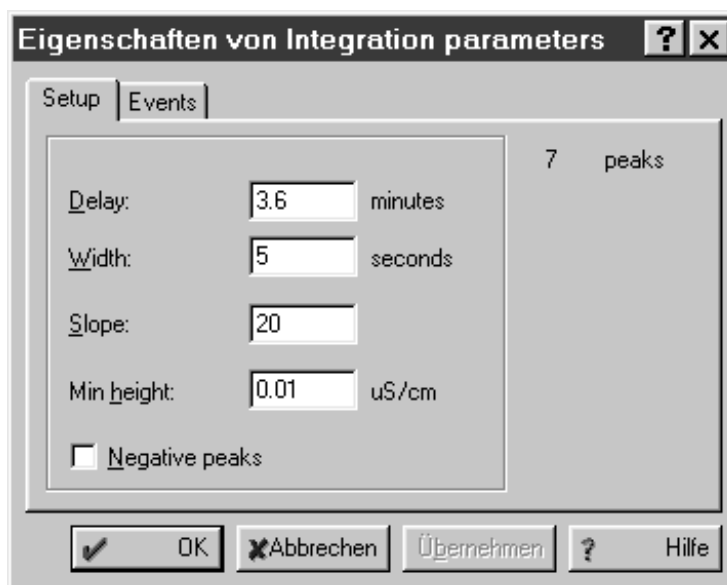 Eigenschaften von Integration parameters
Setup Events
7 peaks
Delay: 3.6 minutes
Width: 5 seconds
Slope: 20
Min height: 0.01 uS/cm
Negative peaks
OK Abbrechen Übernehmen Hilfe